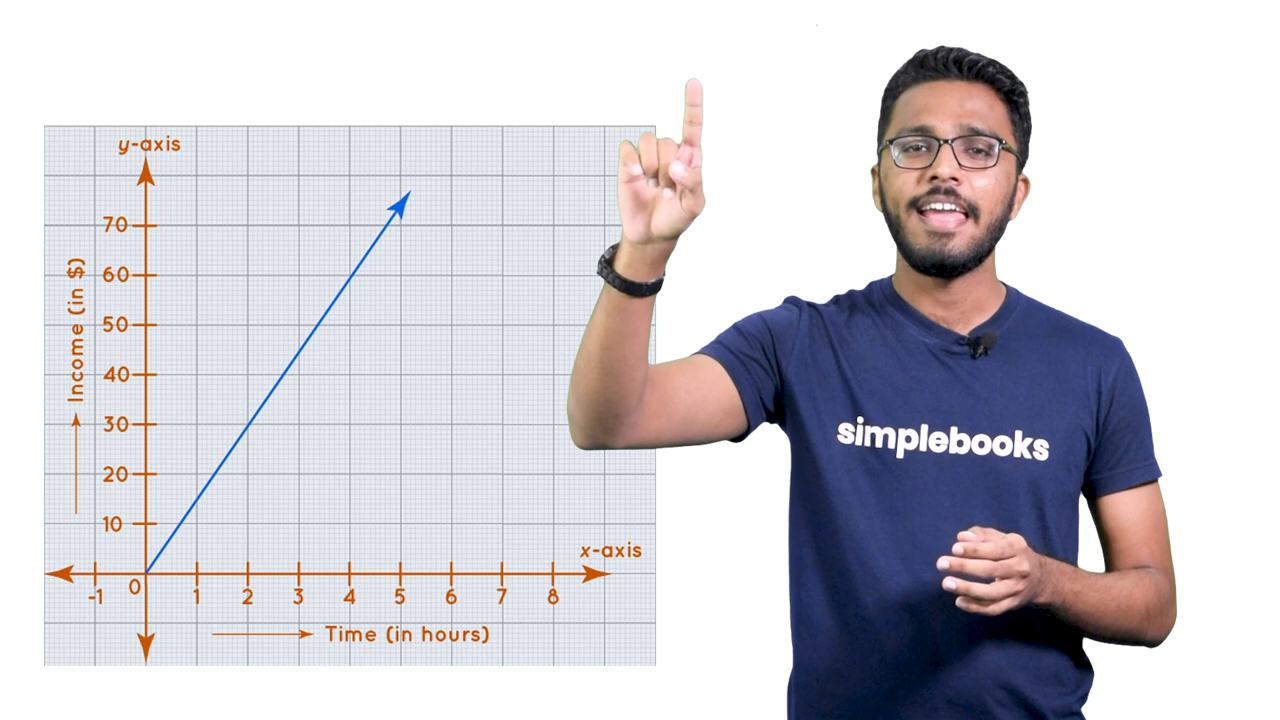 y-axis
70
60
50
40
30
20
10
Income (in $)
0
x-axis
-1 1 2 3 4 5 6 7 8
Time (in hours)
simplebooks